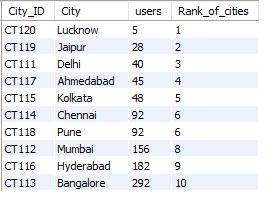 City_ID City users Rank_of_cities
CT120 Lucknow 5 1
CT119 Jaipur 28 2
CT111 Delhi 40 3
CT117 Ahmedabad 45 4
CT115 Kolkata 48 5
CT114 Chennai 92 6
CT118 Pune 92 6
CT112 Mumbai 156 8
CT116 Hyderabad 182 9
CT113 Bangalore 292 10